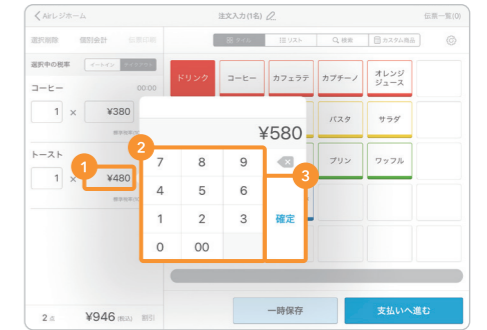 Airレジホーム
注文入力(1名)
伝票一覧(0)
選択削除 個別会計 伝票印刷
タイル リスト 検索 カスタム商品
選択中の税率 イートイン テイクアウト
コーヒー 00:00
1 × ¥380
トースト
1 × ¥480
2点 ¥946 (税込) 割引
ドリンク コーヒー カフェラテ カプチーノ オレンジ
ジュース
パスタ サラダ
プリン ワッフル
¥580
7 8 9
4 5 6
1 2 3 確定
0 00
1
2
3
一時保存 支払いへ進む